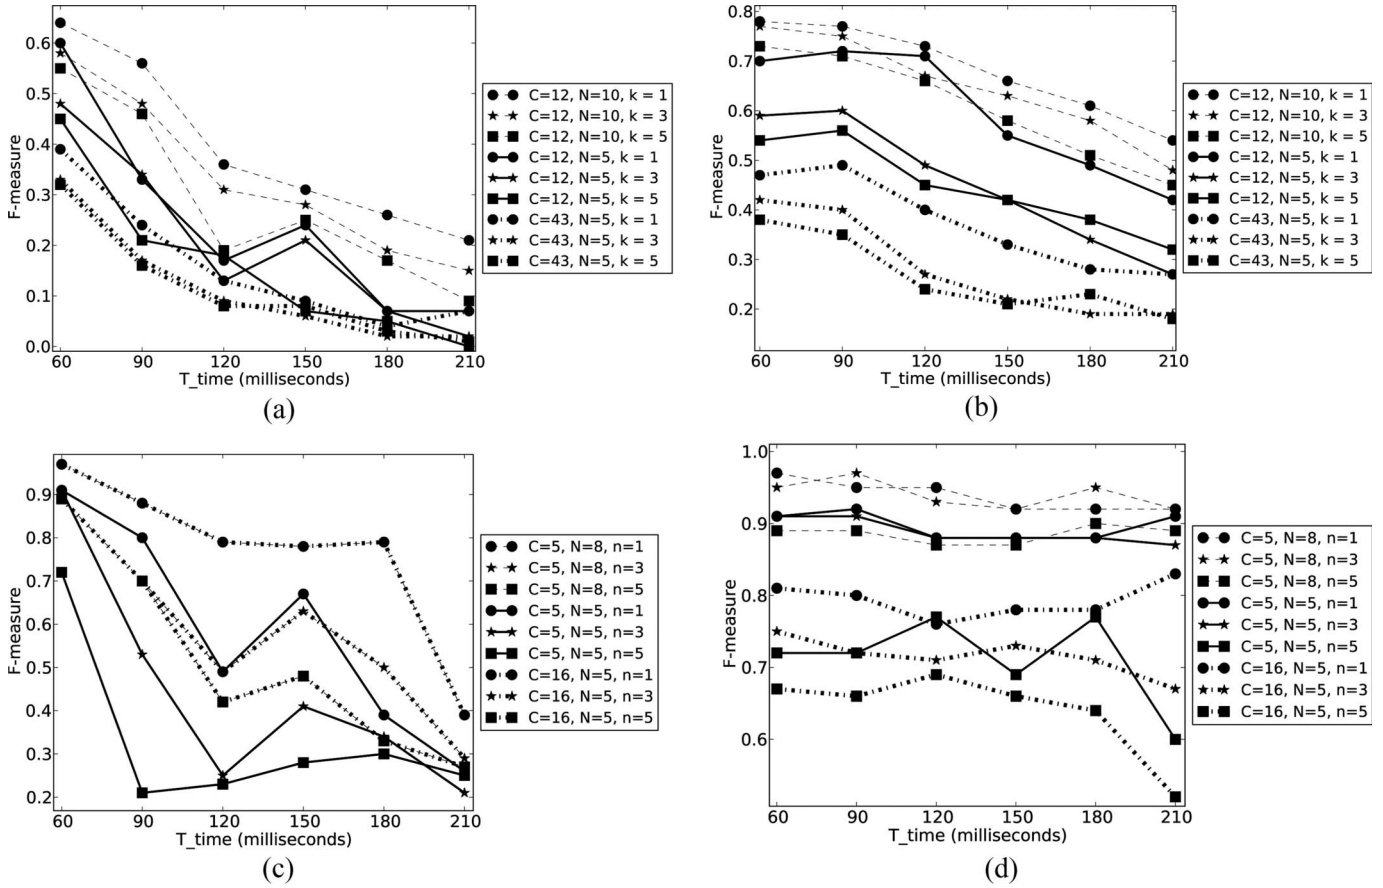 0.6
0.5
0.4
0.3
0.2
0.1
0.0
F-measure
60 90 120 150 180 210
T_time (milliseconds)
C=12, N=10, k = 1
C=12, N=10, k = 3
C=12, N=10, k = 5
C=12, N=5, k = 1
C=12, N=5, k = 3
C=12, N=5, k = 5
C=43, N=5, k = 1
C=43, N=5, k = 3
C=43, N=5, k = 5
(a)
0.8
0.7
0.6
0.5
0.4
0.3
0.2
F-measure
60 90 120 150 180 210
T_time (milliseconds)
C=12, N=10, k = 1
C=12, N=10, k = 3
C=12, N=10, k = 5
C=12, N=5, k = 1
C=12, N=5, k = 3
C=12, N=5, k = 5
C=43, N=5, k = 1
C=43, N=5, k = 3
C=43, N=5, k = 5
(b)
0.9
0.8
0.7
0.6
0.5
0.4
0.3
0.2
F-measure
60 90 120 150 180 210
T_time (milliseconds)
C=5, N=8, n=1
C=5, N=8, n=3
C=5, N=8, n=5
C=5, N=5, n=1
C=5, N=5, n=3
C=5, N=5, n=5
C=16, N=5, n=1
C=16, N=5, n=3
C=16, N=5, n=5
(c)
1.0
0.9
0.8
0.7
0.6
F-measure
60 90 120 150 180 210
T_time (milliseconds)
C=5, N=8, n=1
C=5, N=8, n=3
C=5, N=8, n=5
C=5, N=5, n=1
C=5, N=5, n=3
C=5, N=5, n=5
C=16, N=5, n=1
C=16, N=5, n=3
C=16, N=5, n=5
(d)